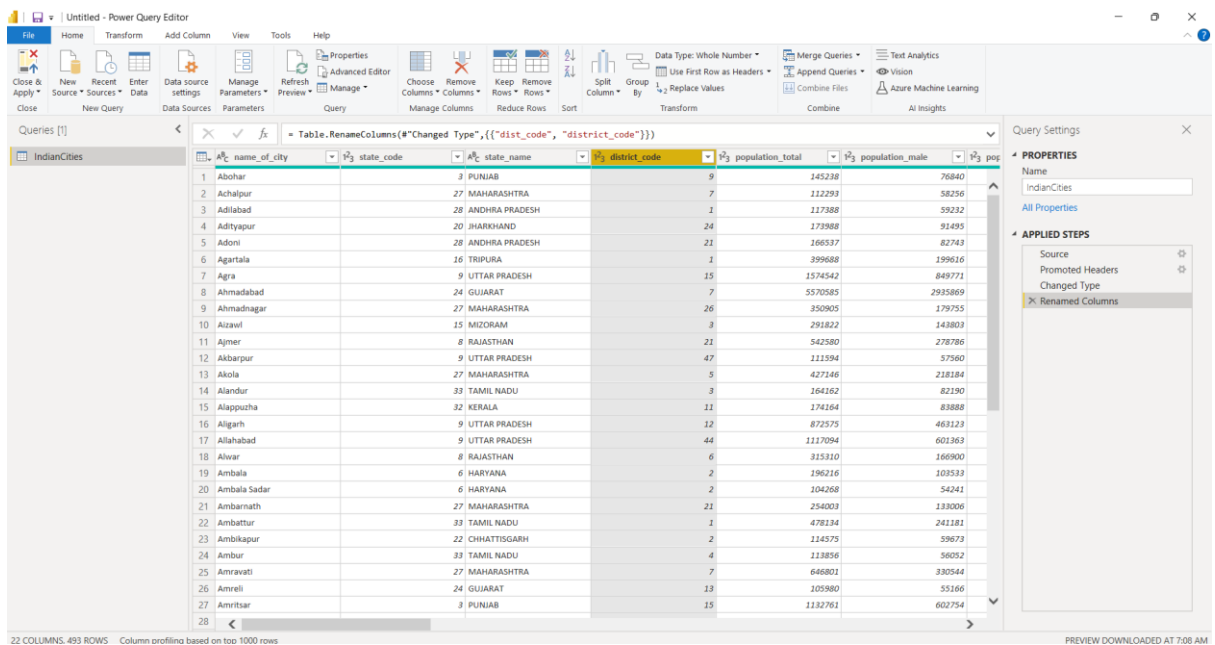 Untitled - Power Query Editor
File Home Transform Add Column View Tools Help
Close & Apply
New Source
Recent Sources
Enter Data
Data source settings
Manage Parameters
Refresh Preview
Properties
Advanced Editor
Manage
Choose Columns
Remove Columns
Keep Rows
Remove Rows
Split Column
Group By
Data Type: Whole Number
Use First Row as Headers
Replace Values
Merge Queries
Append Queries
Combine Files
Text Analytics
Vision
Azure Machine Learning
Close New Query Data Sources Parameters Query Manage Columns Reduce Rows Sort Transform Combine AI Insights
Queries [1]
IndianCities
fx = Table.RenameColumns(#"Changed Type",{{"dist_code", "district_code"}})
name_of_city state_code state_name district_code population_total population_male pop
1 Abohar 3 PUNJAB 9 145238 76840
2 Achalpur 27 MAHARASHTRA 7 112293 58256
3 Adilabad 28 ANDHRA PRADESH 1 117388 59232
4 Adityapur 20 JHARKHAND 24 173988 91495
5 Adoni 28 ANDHRA PRADESH 21 166537 82743
6 Agartala 16 TRIPURA 1 399688 199616
7 Agra 9 UTTAR PRADESH 15 1574542 849771
8 Ahmadabad 24 GUJARAT 7 5570585 2935869
9 Ahmadnagar 27 MAHARASHTRA 26 350905 179755
10 Aizawl 15 MIZORAM 3 291822 143803
11 Ajmer 8 RAJASTHAN 21 542580 278786
12 Akbarpur 9 UTTAR PRADESH 47 111594 57560
13 Akola 27 MAHARASHTRA 5 427146 218184
14 Alandur 33 TAMIL NADU 3 164162 82190
15 Alappuzha 32 KERALA 11 174164 83888
16 Aligarh 9 UTTAR PRADESH 12 872575 463123
17 Allahabad 9 UTTAR PRADESH 44 1117094 601363
18 Alwar 8 RAJASTHAN 6 315310 166900
19 Ambala 6 HARYANA 2 196216 103533
20 Ambala Sadar 6 HARYANA 2 104268 54241
21 Ambarnath 27 MAHARASHTRA 21 254003 133006
22 Ambattur 33 TAMIL NADU 1 478134 241181
23 Ambikapur 22 CHHATTISGARH 2 114575 59673
24 Ambur 33 TAMIL NADU 4 113856 56052
25 Amravati 27 MAHARASHTRA 7 646801 330544
26 Amreli 24 GUJARAT 13 105980 55166
27 Amritsar 3 PUNJAB 15 1132761 602754
28
Query Settings
PROPERTIES
Name
IndianCities
All Properties
APPLIED STEPS
Source
Promoted Headers
Changed Type
Renamed Columns
22 COLUMNS, 493 ROWS Column profiling based on top 1000 rows
PREVIEW DOWNLOADED AT 7:08 AM